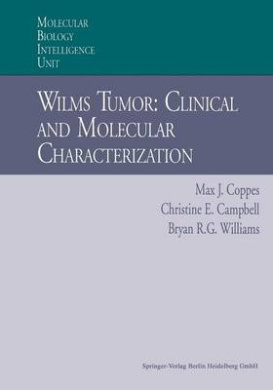 MOLECULAR
BIOLOGY
INTELLIGENCE
UNIT
WILMS TUMOR: CLINICAL
AND MOLECULAR
CHARACTERIZATION
Max J. Coppes
Christine E. Campbell
Bryan R.G. Williams
Springer-Verlag Berlin Heidelberg GmbH